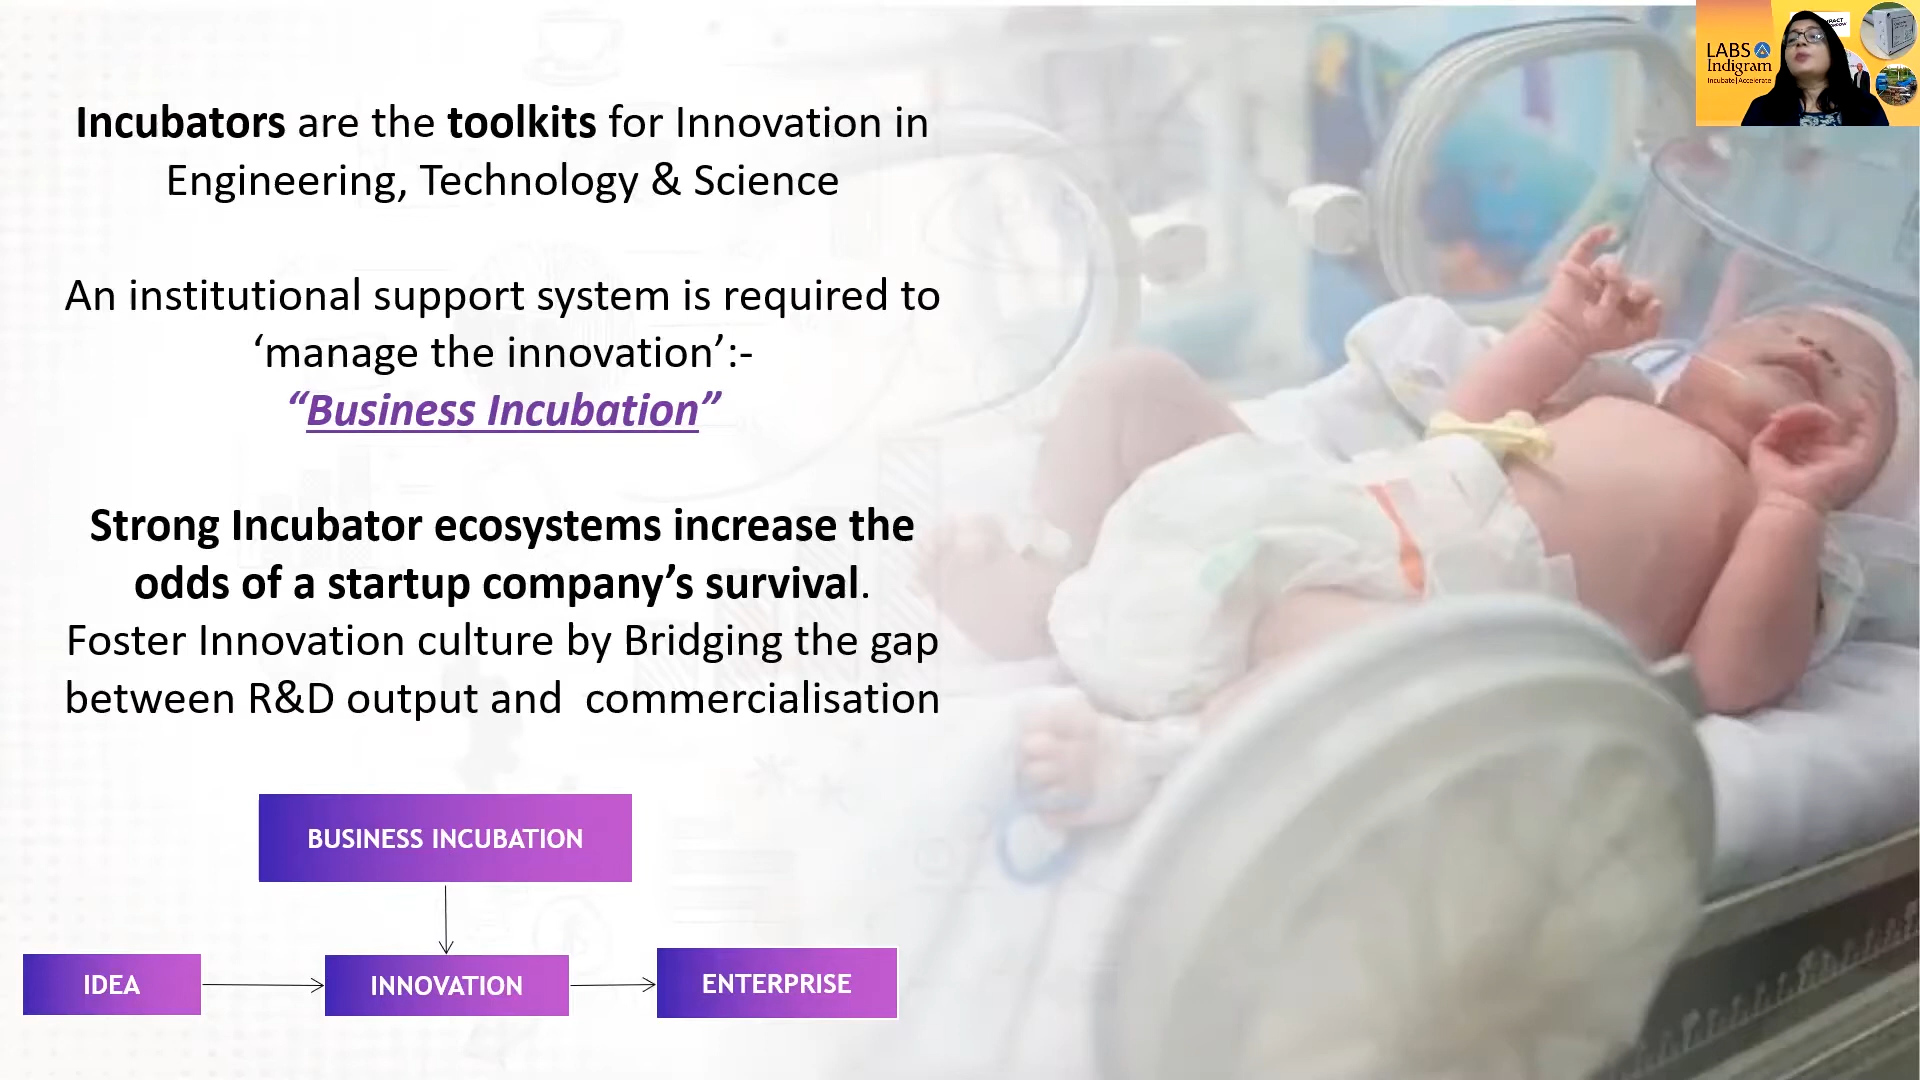 Incubators are the toolkits for Innovation in
Engineering, Technology & Science
An institutional support system is required to
‘manage the innovation’:-
“Business Incubation”
Strong Incubator ecosystems increase the
odds of a startup company’s survival.
Foster Innovation culture by Bridging the gap
between R&D output and  commercialisation
BUSINESS INCUBATION
IDEA
INNOVATION
ENTERPRISE
LABS
Indigram
Incubate|Accelerate